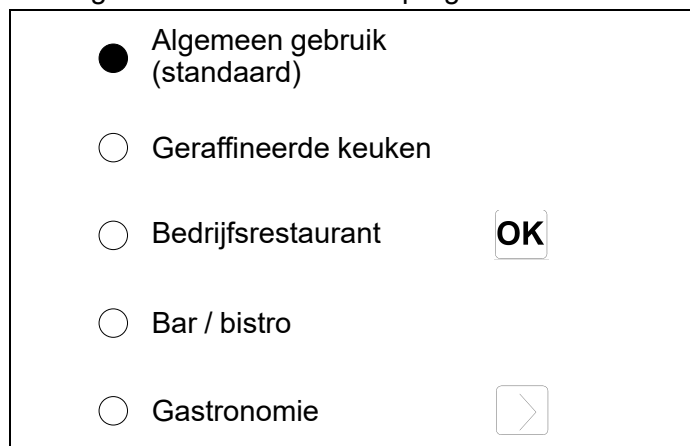 Algemeen gebruik
(standaard)
Geraffineerde keuken
Bedrijfsrestaurant
OK
Bar / bistro
Gastronomie